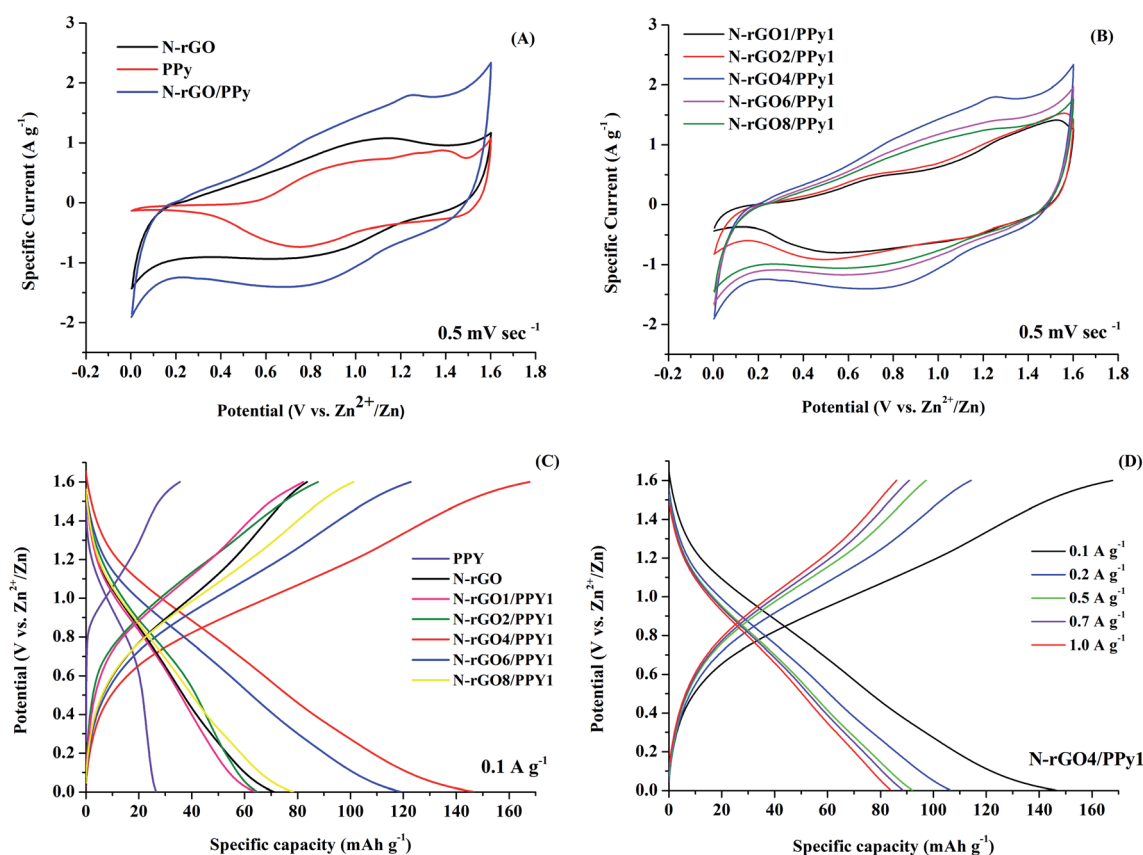 (A)
N-rGO
PPy
N-rGO/PPy
3
2
1
0
-1
-2
Specific Current (A g⁻¹)
0.5 mV sec⁻¹
-0.2 0.0 0.2 0.4 0.6 0.8 1.0 1.2 1.4 1.6 1.8
Potential (V vs. Zn²⁺/Zn)
(B)
N-rGO1/PPy1
N-rGO2/PPy1
N-rGO4/PPy1
N-rGO6/PPy1
N-rGO8/PPy1
3
2
1
0
-1
-2
Specific Current (A g⁻¹)
0.5 mV sec⁻¹
-0.2 0.0 0.2 0.4 0.6 0.8 1.0 1.2 1.4 1.6 1.8
Potential (V vs. Zn²⁺/Zn)
(C)
1.6
1.4
1.2
1.0
0.8
0.6
0.4
0.2
0.0
Potential (V vs. Zn²⁺/Zn)
PPY
N-rGO
N-rGO1/PPY1
N-rGO2/PPY1
N-rGO4/PPY1
N-rGO6/PPY1
N-rGO8/PPY1
0.1 A g⁻¹
0 20 40 60 80 100 120 140 160 180
Specific capacity (mAh g⁻¹)
(D)
1.6
1.4
1.2
1.0
0.8
0.6
0.4
0.2
0.0
Potential (V vs. Zn²⁺/Zn)
0.1 A g⁻¹
0.2 A g⁻¹
0.5 A g⁻¹
0.7 A g⁻¹
1.0 A g⁻¹
N-rGO4/PPy1
0 20 40 60 80 100 120 140 160 180
Specific capacity (mAh g⁻¹)